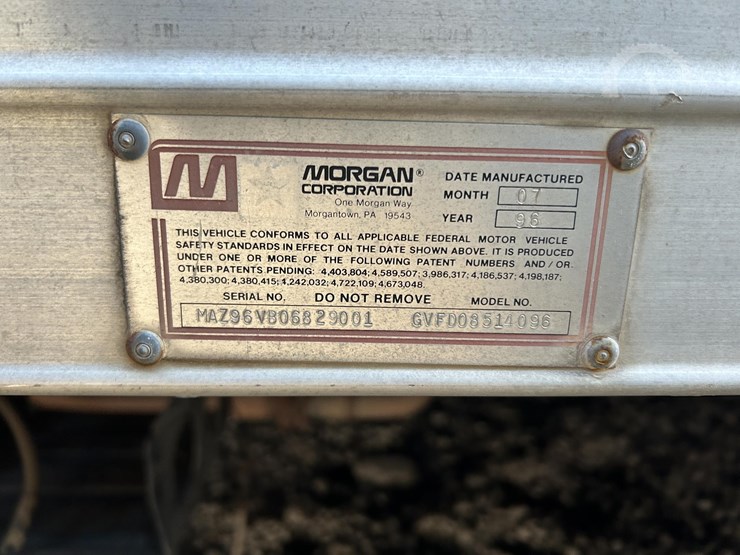 M
MORGAN®
CORPORATION
One Morgan Way
Morgantown, PA 19543
DATE MANUFACTURED
MONTH 07
YEAR 96
THIS VEHICLE CONFORMS TO ALL APPLICABLE FEDERAL MOTOR VEHICLE
SAFETY STANDARDS IN EFFECT ON THE DATE SHOWN ABOVE. IT IS PRODUCED
UNDER ONE OR MORE OF THE FOLLOWING PATENT NUMBERS AND/OR
OTHER PATENTS PENDING: 4,403,804; 4,589,507; 3,986,317; 4,186,537; 4,198,187;
4,380,300; 4,380,415; 4,242,032; 4,722,109; 4,673,048.
SERIAL NO. DO NOT REMOVE MODEL NO.
MAZ96VB06829001 GVFD08514096